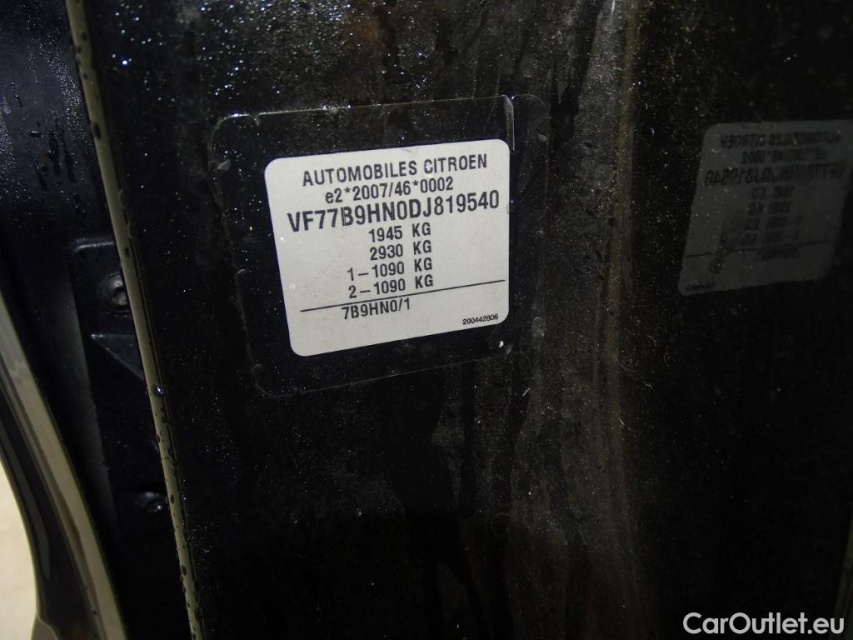 AUTOMOBILES CITROEN
e2*2007/46*0002
VF77B9HN0DJ819540
1945 KG
2930 KG
1-1090 KG
2-1090 KG
7B9HN0/1
200442006
CarOutlet.eu